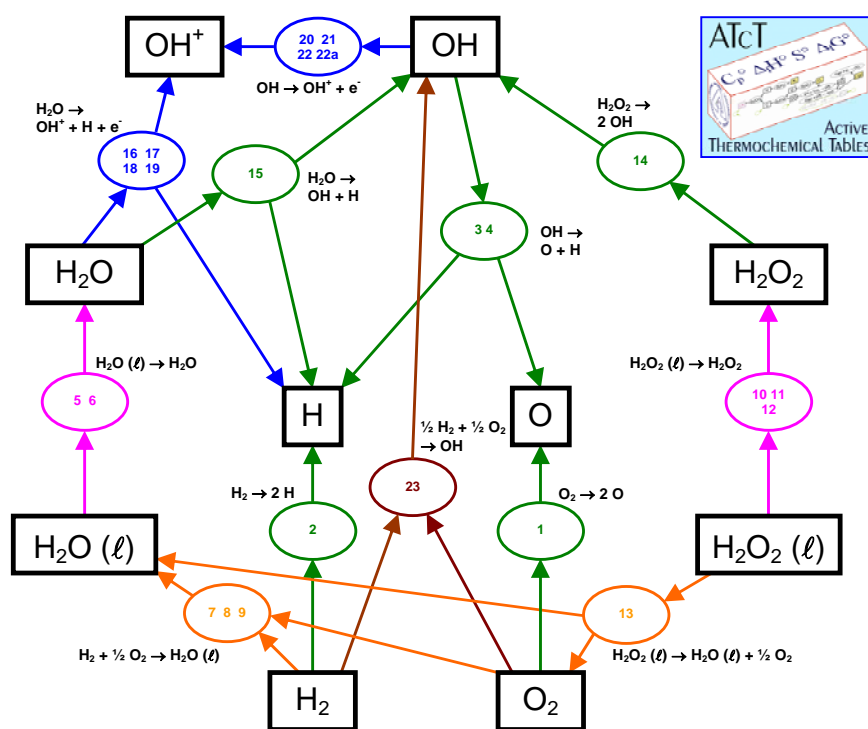 OH⁺
20 21
22 22a
OH
OH → OH⁺ + e⁻
ATcT
Cp° ΔfH° S° ΔfG°
ACTIVE
THERMOCHEMICAL TABLES
H₂O →
OH⁺ + H + e⁻
16 17
18 19
15
H₂O →
OH + H
H₂O₂ →
2 OH
14
3 4
OH →
O + H
H₂O
H₂O₂
H₂O (ℓ) → H₂O
5 6
H
O
H₂O₂ (ℓ) → H₂O₂
10 11
12
½ H₂ + ½ O₂
→ OH
23
H₂ → 2 H
2
O₂ → 2 O
1
H₂O (ℓ)
H₂O₂ (ℓ)
7 8 9
13
H₂ + ½ O₂ → H₂O (ℓ)
H₂O₂ (ℓ) → H₂O (ℓ) + ½ O₂
H₂
O₂